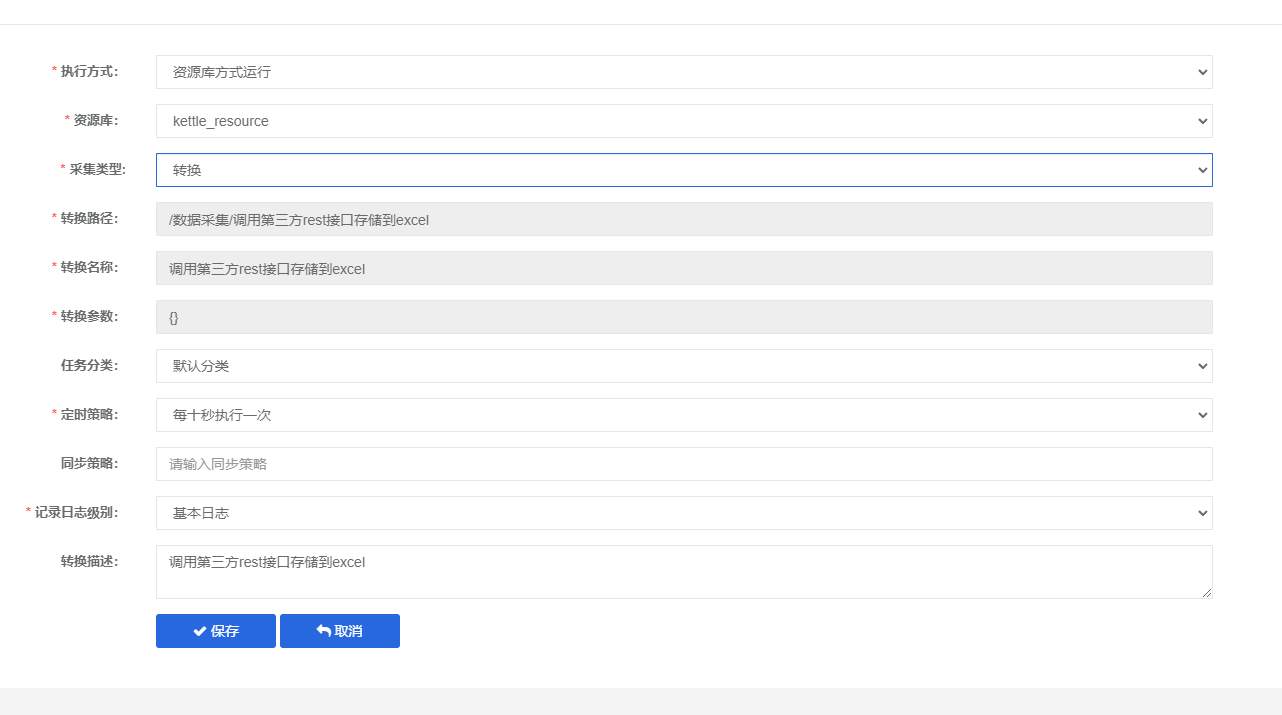 * 执行方式： 资源库方式运行
* 资源库： kettle_resource
* 采集类型: 转换
* 转换路径： /数据采集/调用第三方rest接口存储到excel
* 转换名称： 调用第三方rest接口存储到excel
* 转换参数： {}
任务分类： 默认分类
* 定时策略： 每十秒执行一次
同步策略： 请输入同步策略
* 记录日志级别： 基本日志
转换描述： 调用第三方rest接口存储到excel
保存 取消